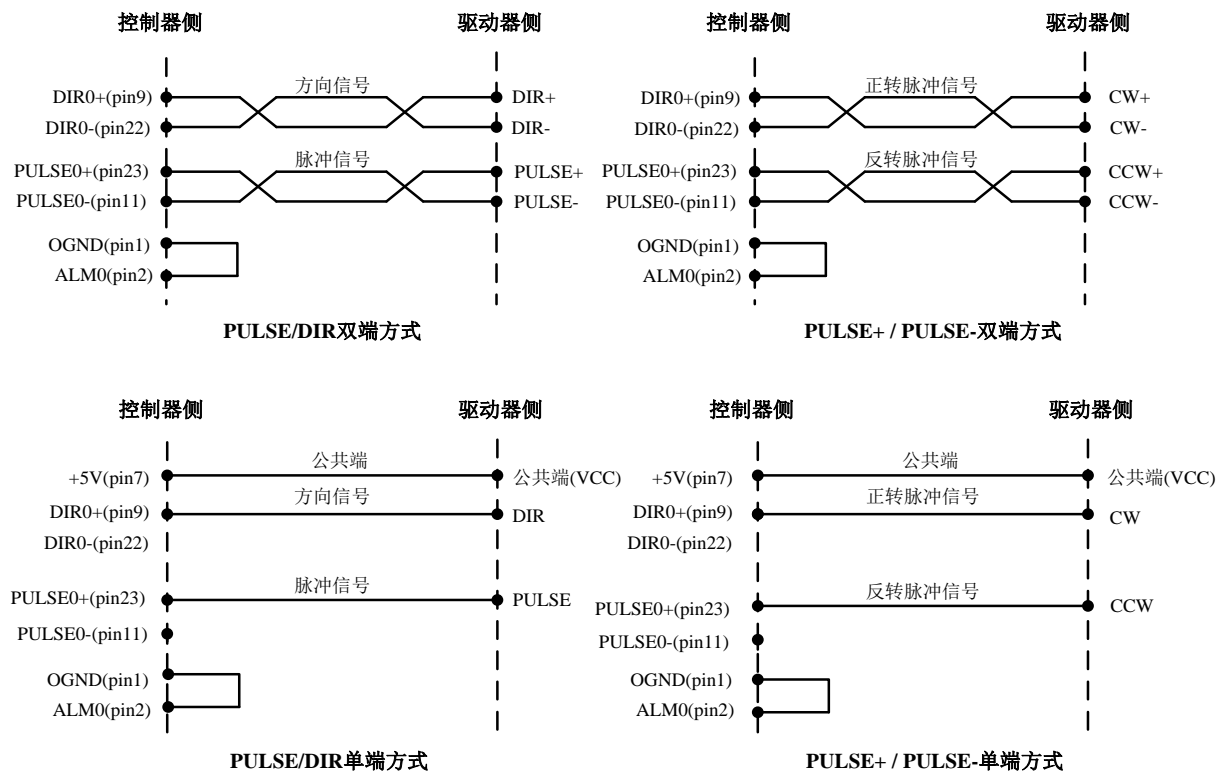 控制器侧
驱动器侧
方向信号
DIR0+(pin9)
DIR+
DIR0-(pin22)
DIR-
脉冲信号
PULSE0+(pin23)
PULSE+
PULSE0-(pin11)
PULSE-
OGND(pin1)
ALM0(pin2)
PULSE/DIR双端方式
控制器侧
驱动器侧
正转脉冲信号
DIR0+(pin9)
CW+
DIR0-(pin22)
CW-
反转脉冲信号
PULSE0+(pin23)
CCW+
PULSE0-(pin11)
CCW-
OGND(pin1)
ALM0(pin2)
PULSE+ / PULSE-双端方式
控制器侧
驱动器侧
公共端
+5V(pin7)
公共端(VCC)
方向信号
DIR0+(pin9)
DIR
DIR0-(pin22)
脉冲信号
PULSE0+(pin23)
PULSE
PULSE0-(pin11)
OGND(pin1)
ALM0(pin2)
PULSE/DIR单端方式
控制器侧
驱动器侧
公共端
+5V(pin7)
公共端(VCC)
正转脉冲信号
DIR0+(pin9)
CW
DIR0-(pin22)
反转脉冲信号
PULSE0+(pin23)
CCW
PULSE0-(pin11)
OGND(pin1)
ALM0(pin2)
PULSE+ / PULSE-单端方式